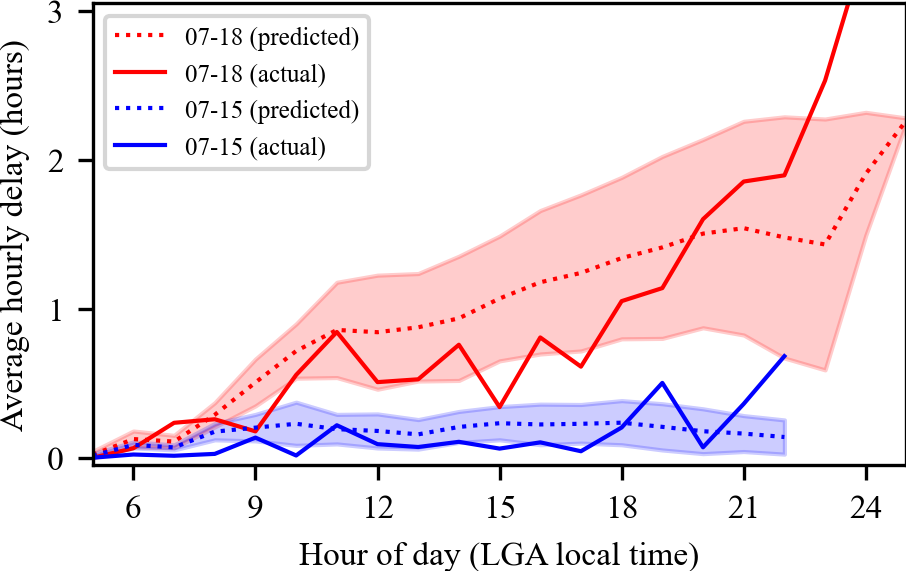 Average hourly delay (hours)
3
2
1
0
07-18 (predicted)
07-18 (actual)
07-15 (predicted)
07-15 (actual)
6 9 12 15 18 21 24
Hour of day (LGA local time)